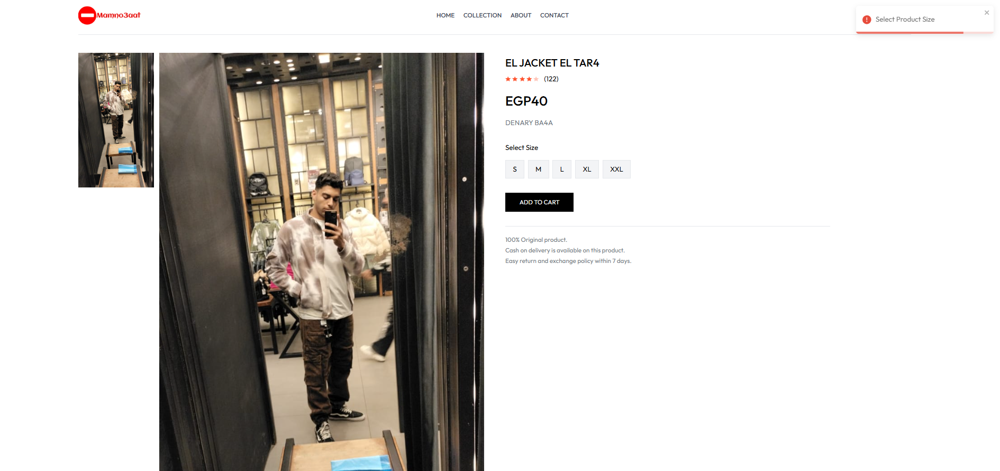 Mamno3aat
HOME COLLECTION ABOUT CONTACT
Select Product Size
EL JACKET EL TAR4
(122)
EGP40
DENARY BA4A
Select Size
S M L XL XXL
ADD TO CART
100% Original product.
Cash on delivery is available on this product.
Easy return and exchange policy within 7 days.